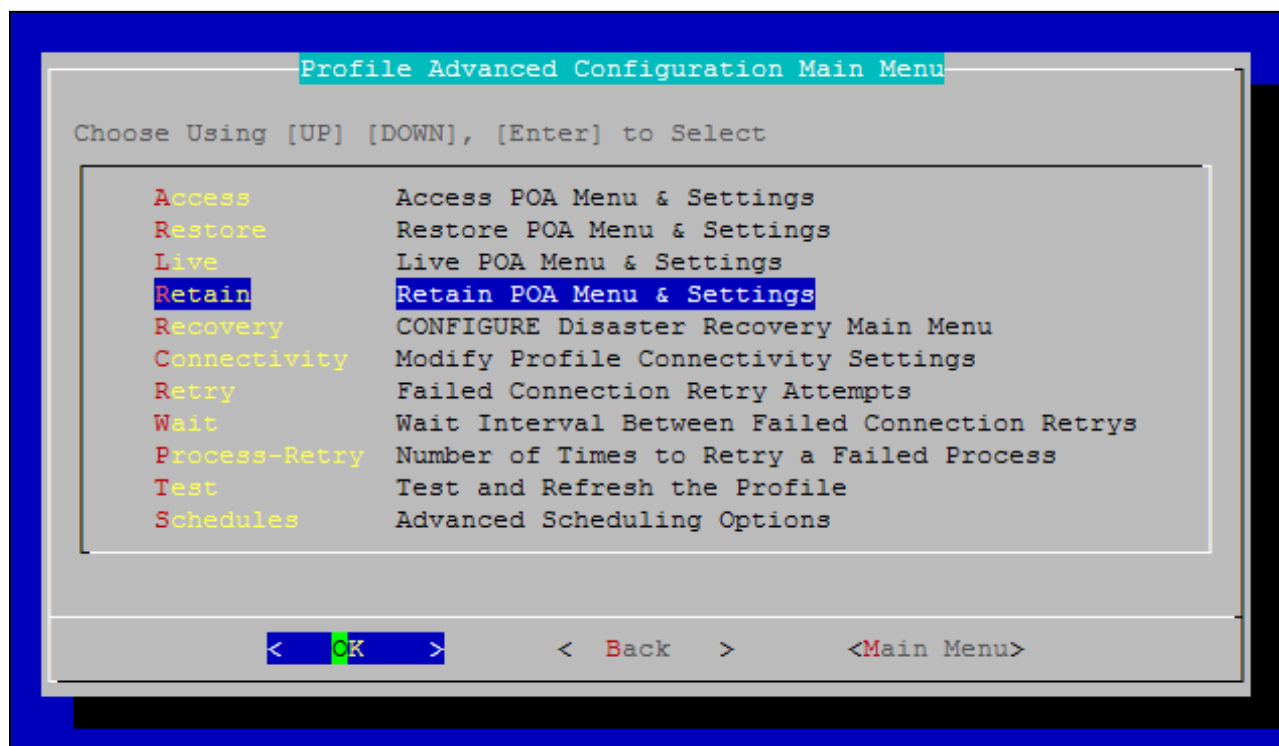 Profile Advanced Configuration Main Menu
Choose Using [UP] [DOWN], [Enter] to Select
Access Access POA Menu & Settings
Restore Restore POA Menu & Settings
Live Live POA Menu & Settings
Retain Retain POA Menu & Settings
Recovery CONFIGURE Disaster Recovery Main Menu
Connectivity Modify Profile Connectivity Settings
Retry Failed Connection Retry Attempts
Wait Wait Interval Between Failed Connection Retrys
Process-Retry Number of Times to Retry a Failed Process
Test Test and Refresh the Profile
Schedules Advanced Scheduling Options
< OK > < Back > <Main Menu>